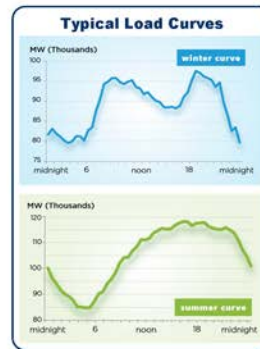 Typical Load Curves
MW (Thousands)
winter curve
100
95
90
85
80
75
midnight 6 noon 18 midnight
MW (Thousands)
120
110
100
90
80
summer curve
midnight 6 noon 18 midnight